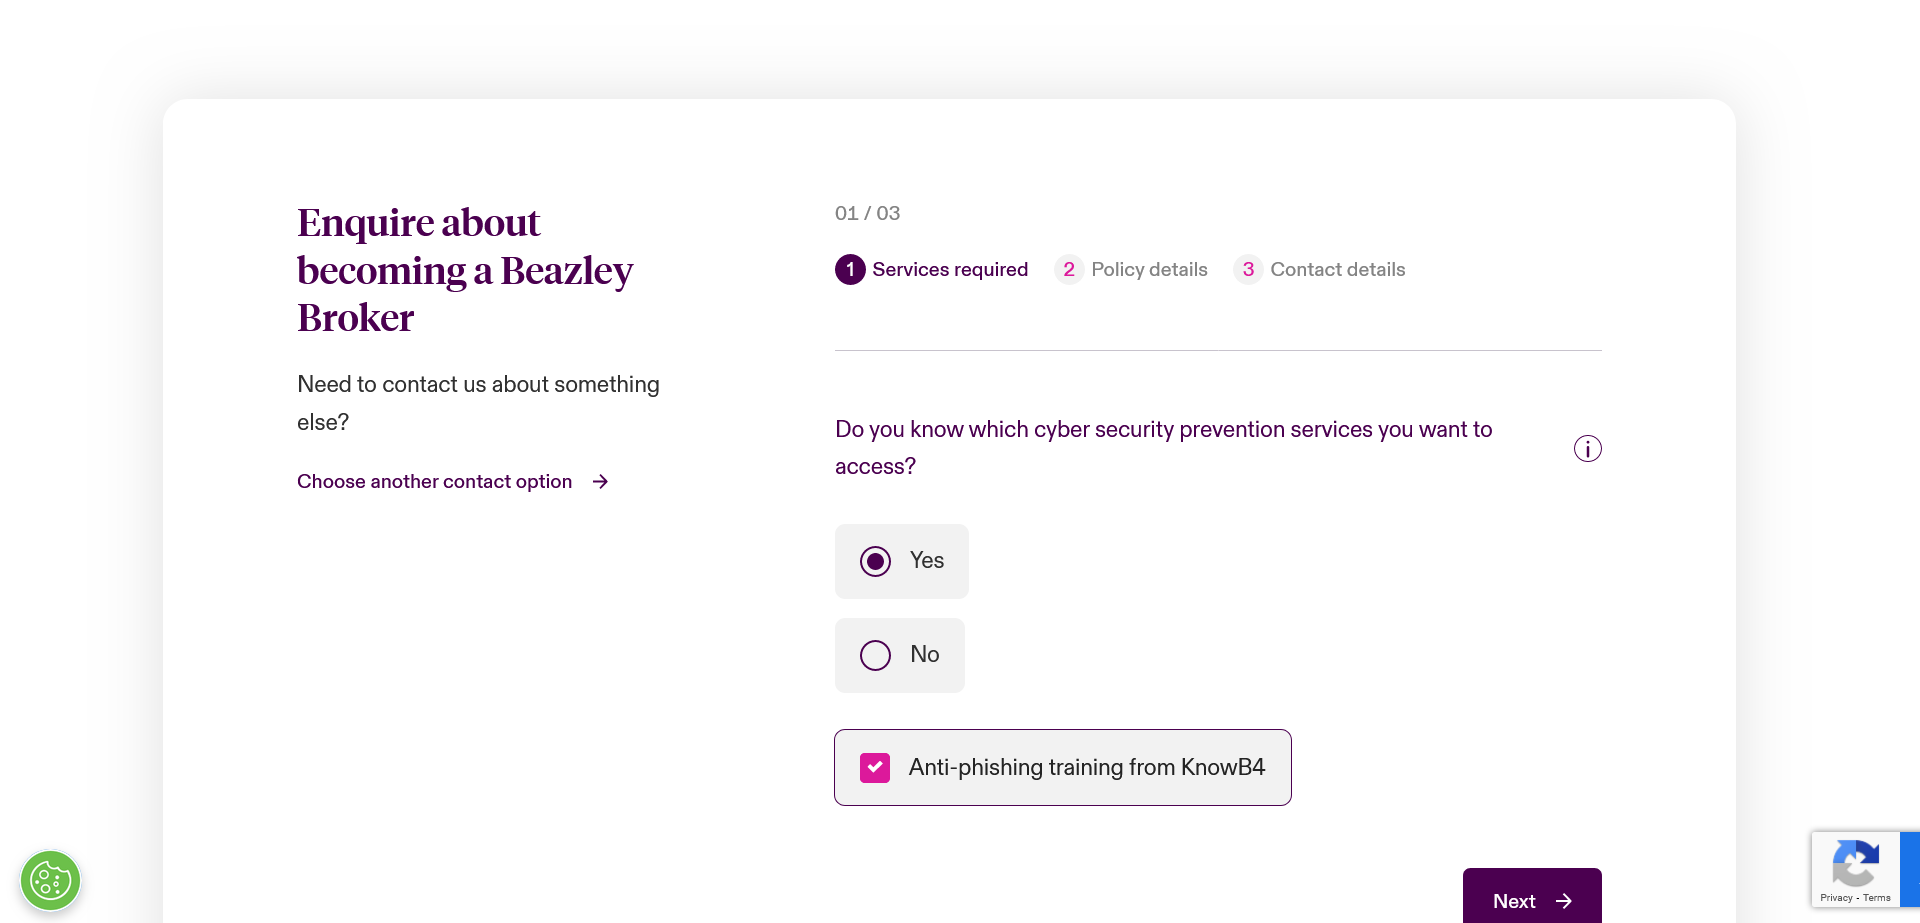 Enquire about
becoming a Beazley
Broker
Need to contact us about something
else?
Choose another contact option
01 / 03
1 Services required
2 Policy details
3 Contact details
Do you know which cyber security prevention services you want to
access?
Yes
No
Anti-phishing training from KnowB4
Next
Privacy - Terms